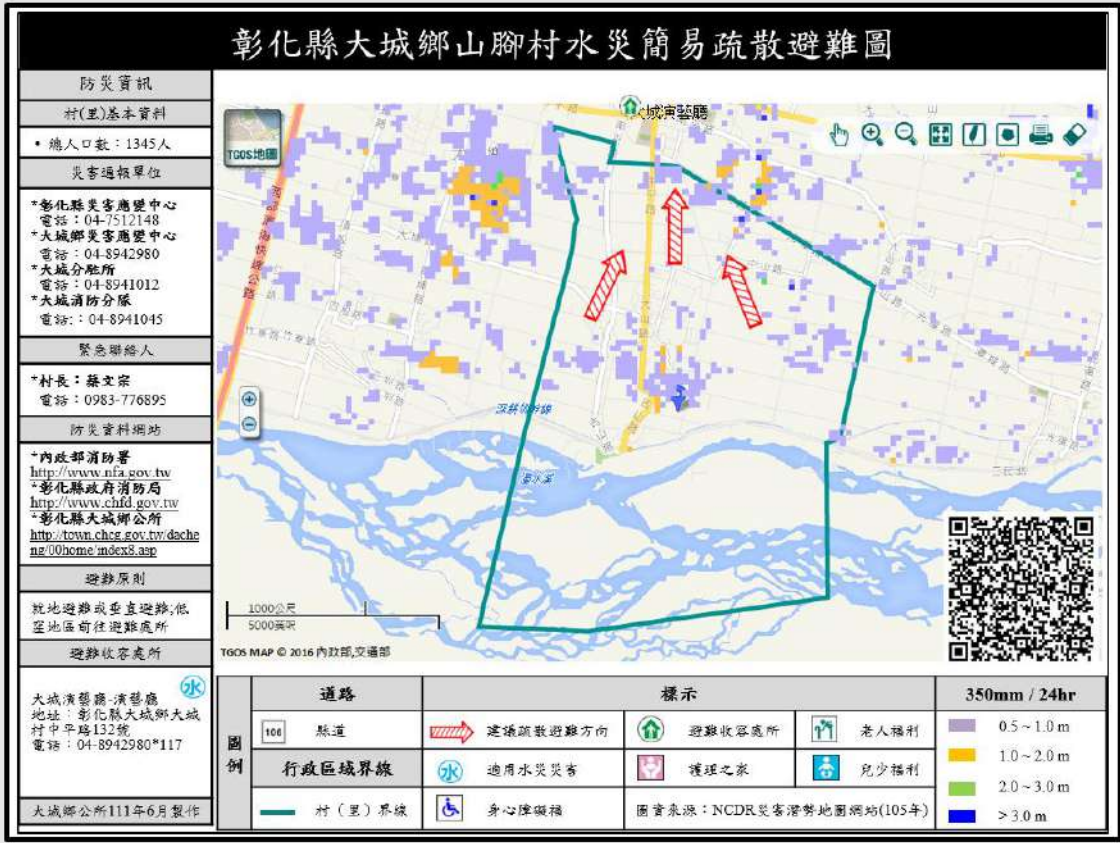 彰化縣大城鄉山腳村水災簡易疏散避難圖
防災資訊
村(里)基本資料
• 總人口數：1345人
災害通報單位
*彰化縣災害應變中心
電話：04-7512148
*大城鄉災害應變中心
電話：04-8942980
*大城分駐所
電話：04-8941012
*大城消防分隊
電話:：04-8941045
緊急聯絡人
*村長：蔡文宗
電話：0983-776895
防災資料網站
*內政部消防署
http://www.nfa.gov.tw
*彰化縣政府消防局
http://www.chfd.gov.tw
*彰化縣大城鄉公所
http://town.chcg.gov.tw/dache
ng/00home/index8.asp
避難原則
就地避難或垂直避難;低
窪地區前往避難處所
避難收容處所
大城演藝廳-演藝廳
水
地址：彰化縣大城鄉大城
村中平路132號
電話：04-8942980*117
大城鄉公所111年6月製作
TGOS地圖
大城演藝廳
濁水溪
1000公尺
5000英呎
TGOS MAP © 2016 內政部,交通部
圖例
道路
標示
350mm / 24hr
106
縣道
建議疏散避難方向
避難收容處所
老人福利
0.5 ~ 1.0 m
行政區域界線
水
適用水災災害
護理之家
兒少福利
1.0 ~ 2.0 m
村（里）界線
身心障礙福
圖資來源：NCDR災害潛勢地圖網站(105年)
2.0 ~ 3.0 m
> 3.0 m